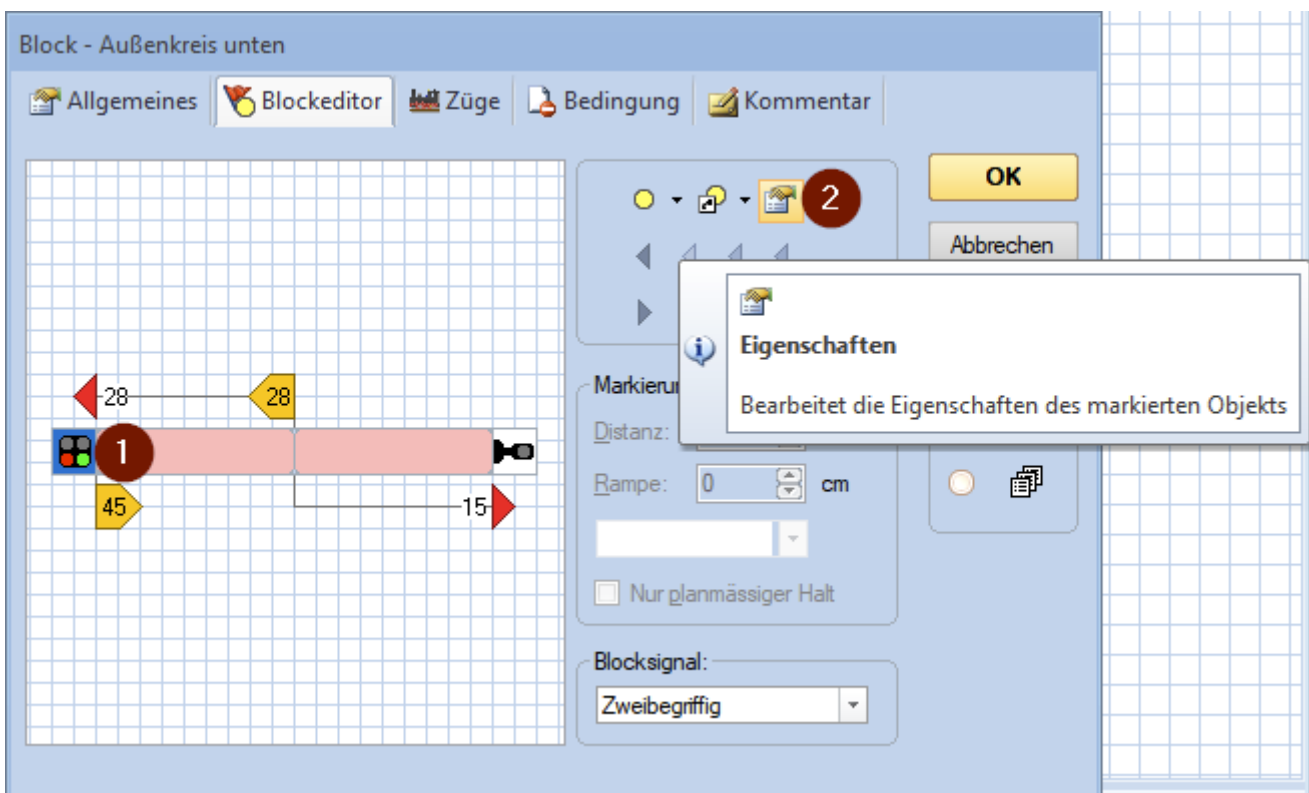 Block - Außenkreis unten
Allgemeines Blockeditor Züge Bedingung Kommentar
2
OK
Abbrechen
Eigenschaften
Bearbeitet die Eigenschaften des markierten Objekts
28 28
1
45 15
Distanz:
Rampe: 0 cm
Nur planmässiger Halt
Blocksignal:
Zweibegriffig